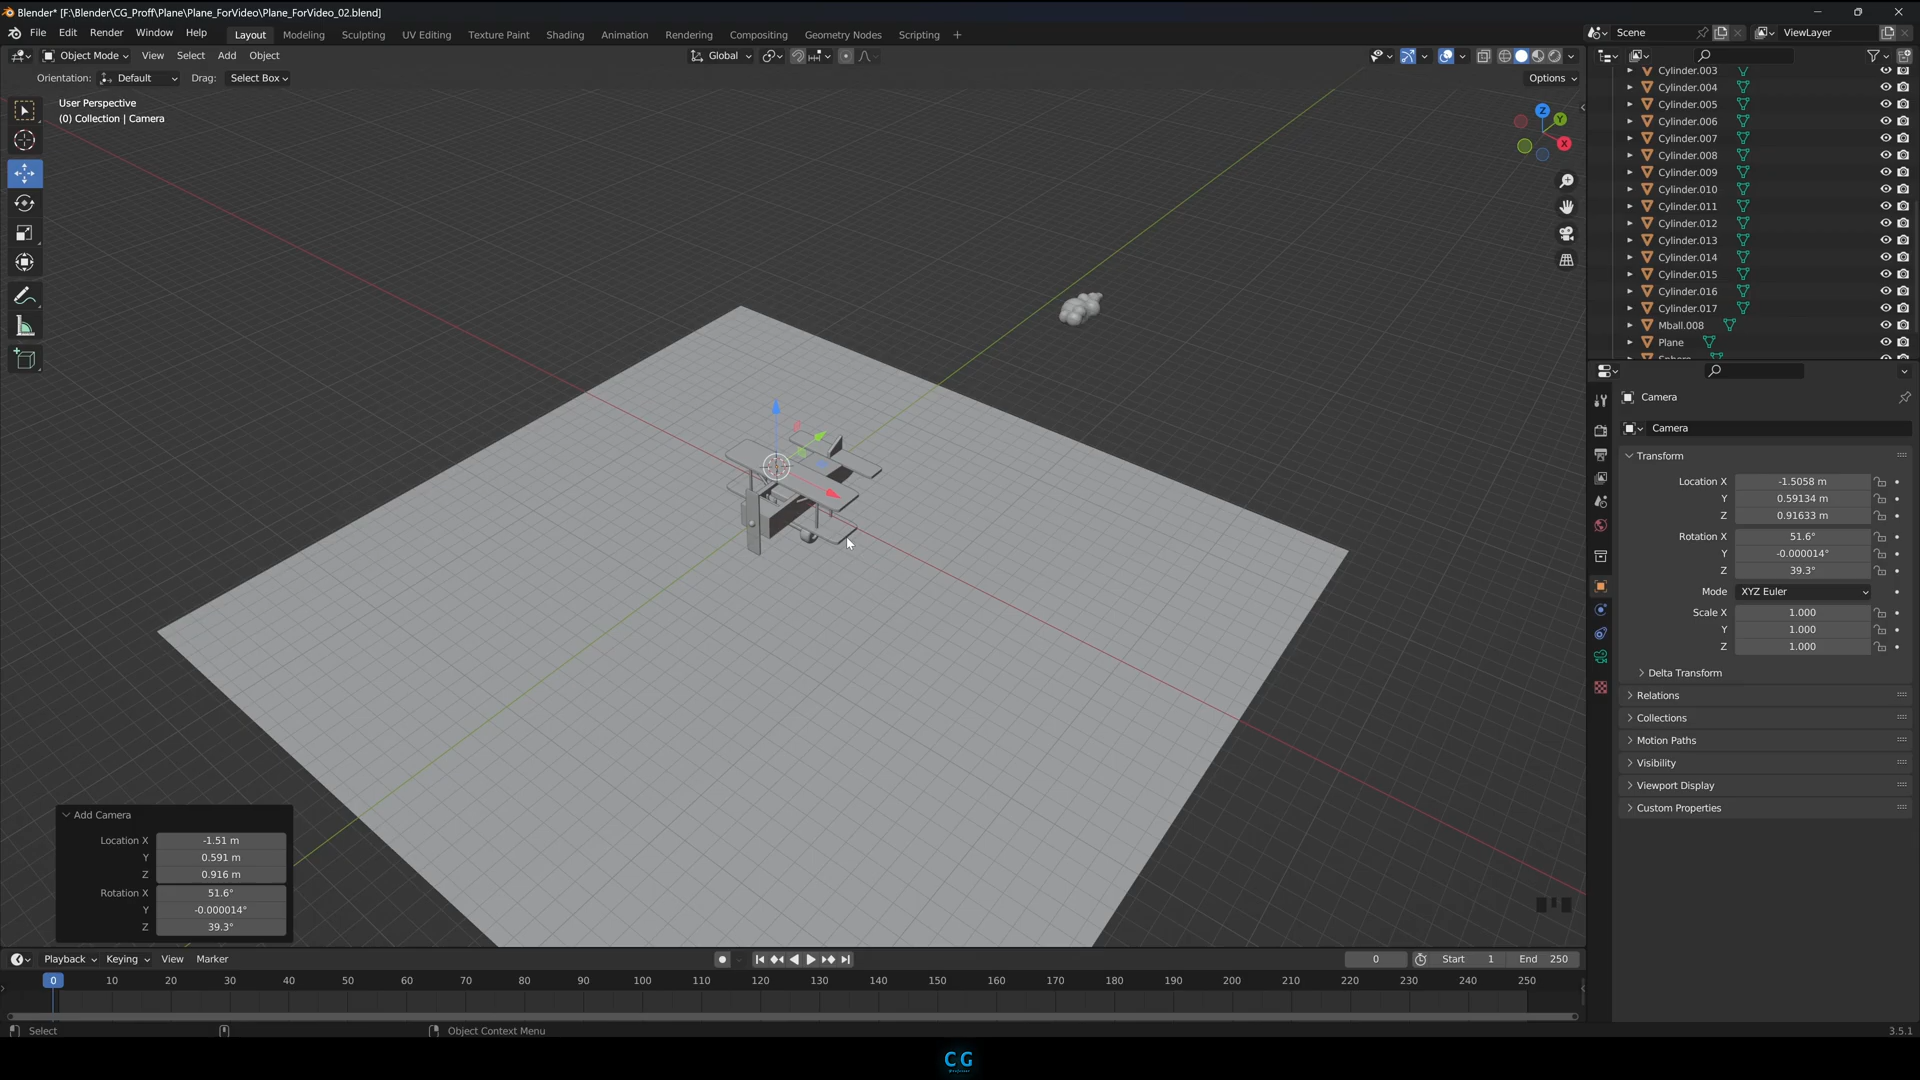 Blender* [F:\Blender\CG_Proff\Plane\Plane_ForVideo\Plane_ForVideo_02.blend]
File Edit Render Window Help Layout Modeling Sculpting UV Editing Texture Paint Shading Animation Rendering Compositing Geometry Nodes Scripting + Scene ViewLayer
Object Mode View Select Add Object Global
Orientation: Default Drag: Select Box Options
User Perspective
(0) Collection | Camera
Z
Y
X
Cylinder.003
Cylinder.004
Cylinder.005
Cylinder.006
Cylinder.007
Cylinder.008
Cylinder.009
Cylinder.010
Cylinder.011
Cylinder.012
Cylinder.013
Cylinder.014
Cylinder.015
Cylinder.016
Cylinder.017
Mball.008
Plane
Camera
Camera
Transform
Location X -1.5058 m
Y 0.59134 m
Z 0.91633 m
Rotation X 51.6°
Y -0.000014°
Z 39.3°
Mode XYZ Euler
Scale X 1.000
Y 1.000
Z 1.000
Delta Transform
Relations
Collections
Motion Paths
Visibility
Viewport Display
Custom Properties
Add Camera
Location X -1.51 m
Y 0.591 m
Z 0.916 m
Rotation X 51.6°
Y -0.000014°
Z 39.3°
Playback Keying View Marker 0 Start 1 End 250
0 10 20 30 40 50 60 70 80 90 100 110 120 130 140 150 160 170 180 190 200 210 220 230 240 250
Select Object Context Menu 3.5.1
CG